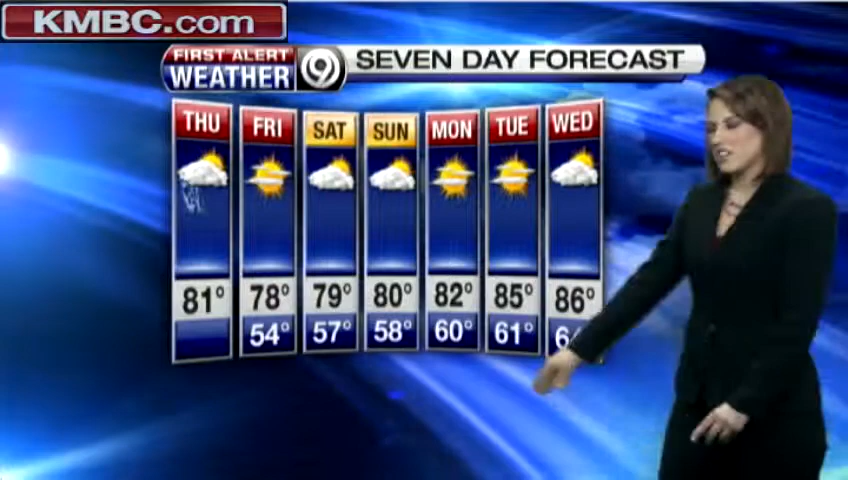 KMBC.com
FIRST ALERT
WEATHER 9
SEVEN DAY FORECAST
THU FRI SAT SUN MON TUE WED
81° 78° 79° 80° 82° 85° 86°
54° 57° 58° 60° 61°